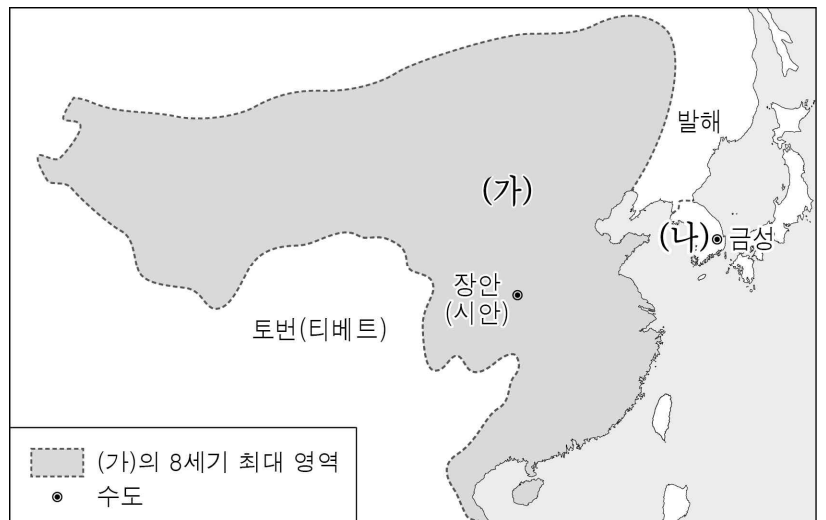 발해
(가)
(나)
금성
장안
(시안)
토번(티베트)
(가)의 8세기 최대 영역
수도